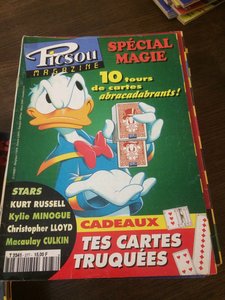 Picsou
MAGAZINE
SPÉCIAL
MAGIE
10 tours
de cartes
abracadabrants!
STARS
KURT RUSSELL
Kylie MINOGUE
Christopher LLOYD
Macaulay CULKIN
CADEAUX
TES CARTES
TRUQUÉES